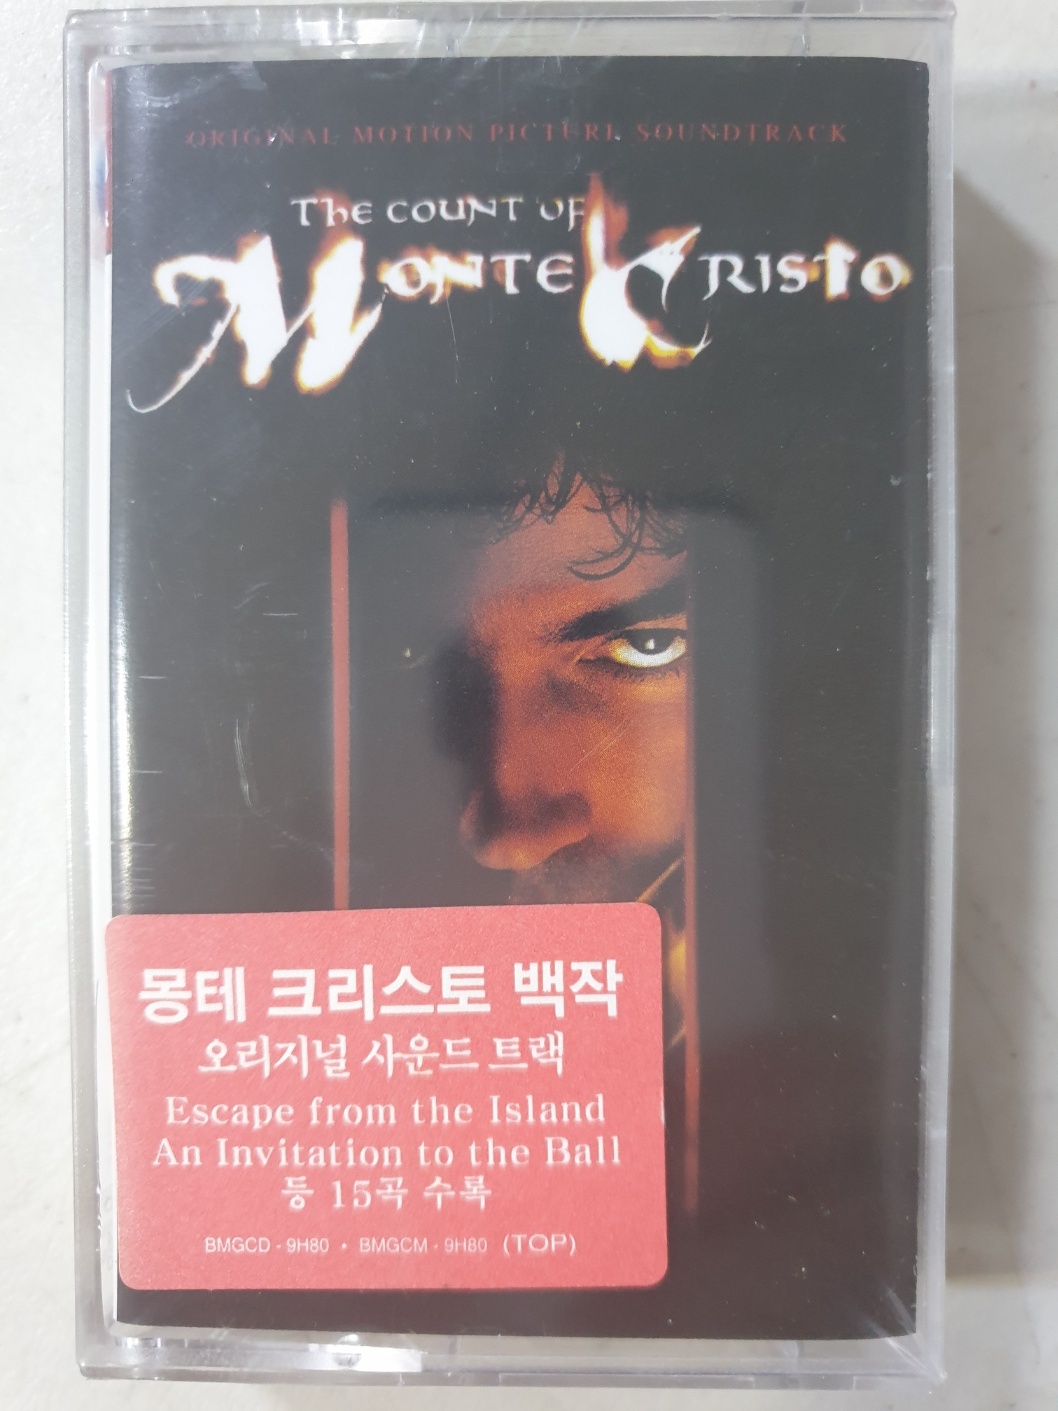 ORIGINAL MOTION PICTURE SOUNDTRACK
The COUNT OF
MONTE CRISTO
몽테 크리스토 백작
오리지널 사운드 트랙
Escape from the Island
An Invitation to the Ball
등 15곡 수록
BMGCD - 9H80 • BMGCM - 9H80 (TOP)